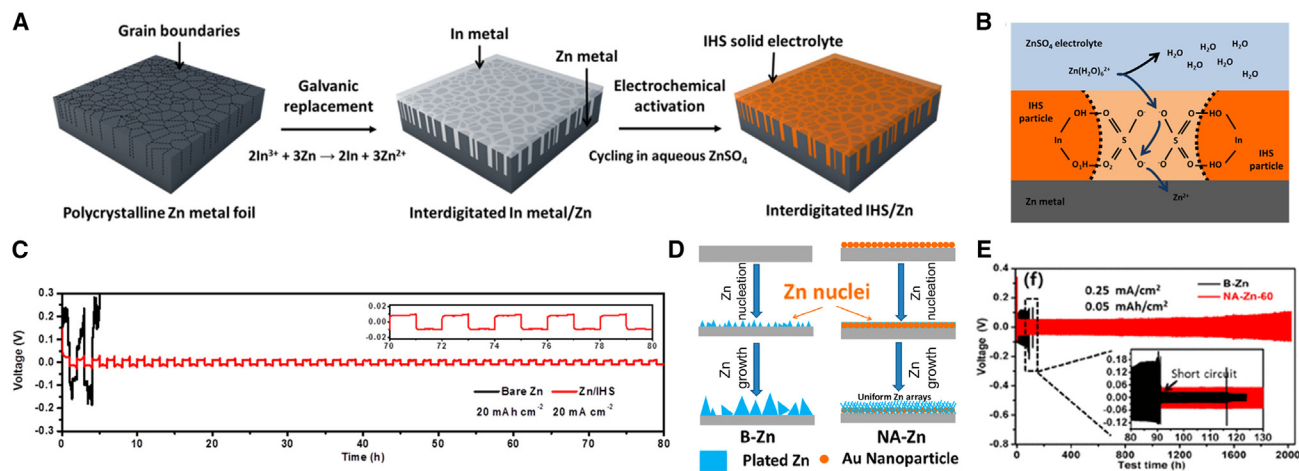 A
Grain boundaries
Polycrystalline Zn metal foil
Galvanic
replacement
2In³⁺ + 3Zn → 2In + 3Zn²⁺
In metal
Zn metal
Interdigitated In metal/Zn
Electrochemical
activation
Cycling in aqueous ZnSO₄
IHS solid electrolyte
Interdigitated IHS/Zn
B
ZnSO₄ electrolyte
H₂O H₂O
H₂O H₂O
H₂O
H₂O
Zn(H₂O)₆²⁺
IHS
particle
OH O O⁻ O O HO
In S S In
O₁H O₂ O⁻ O O HO
IHS
particle
Zn metal
Zn²⁺
C
Voltage (V)
0.3
0.2
0.1
0.0
-0.1
-0.2
-0.3
0.02
0.00
-0.02
70 72 74 76 78 80
Bare Zn Zn/IHS
20 mAh cm⁻² 20 mA cm⁻²
0 10 20 30 40 50 60 70 80
Time (h)
D
Zn
nucleation
Zn
nucleation
Zn nuclei
Zn
growth
Zn
growth
Uniform Zn arrays
B-Zn
NA-Zn
Plated Zn
Au Nanoparticle
E
(f)
0.25 mA/cm²
0.05 mAh/cm²
B-Zn
NA-Zn-60
Voltage (V)
0.4
0.2
0.0
-0.2
-0.4
-0.6
-0.8
Short circuit
0.18
0.12
0.06
0.00
-0.06
-0.12
80 90 100 110 120 130
0 400 800 1200 1600 2000
Test time (h)